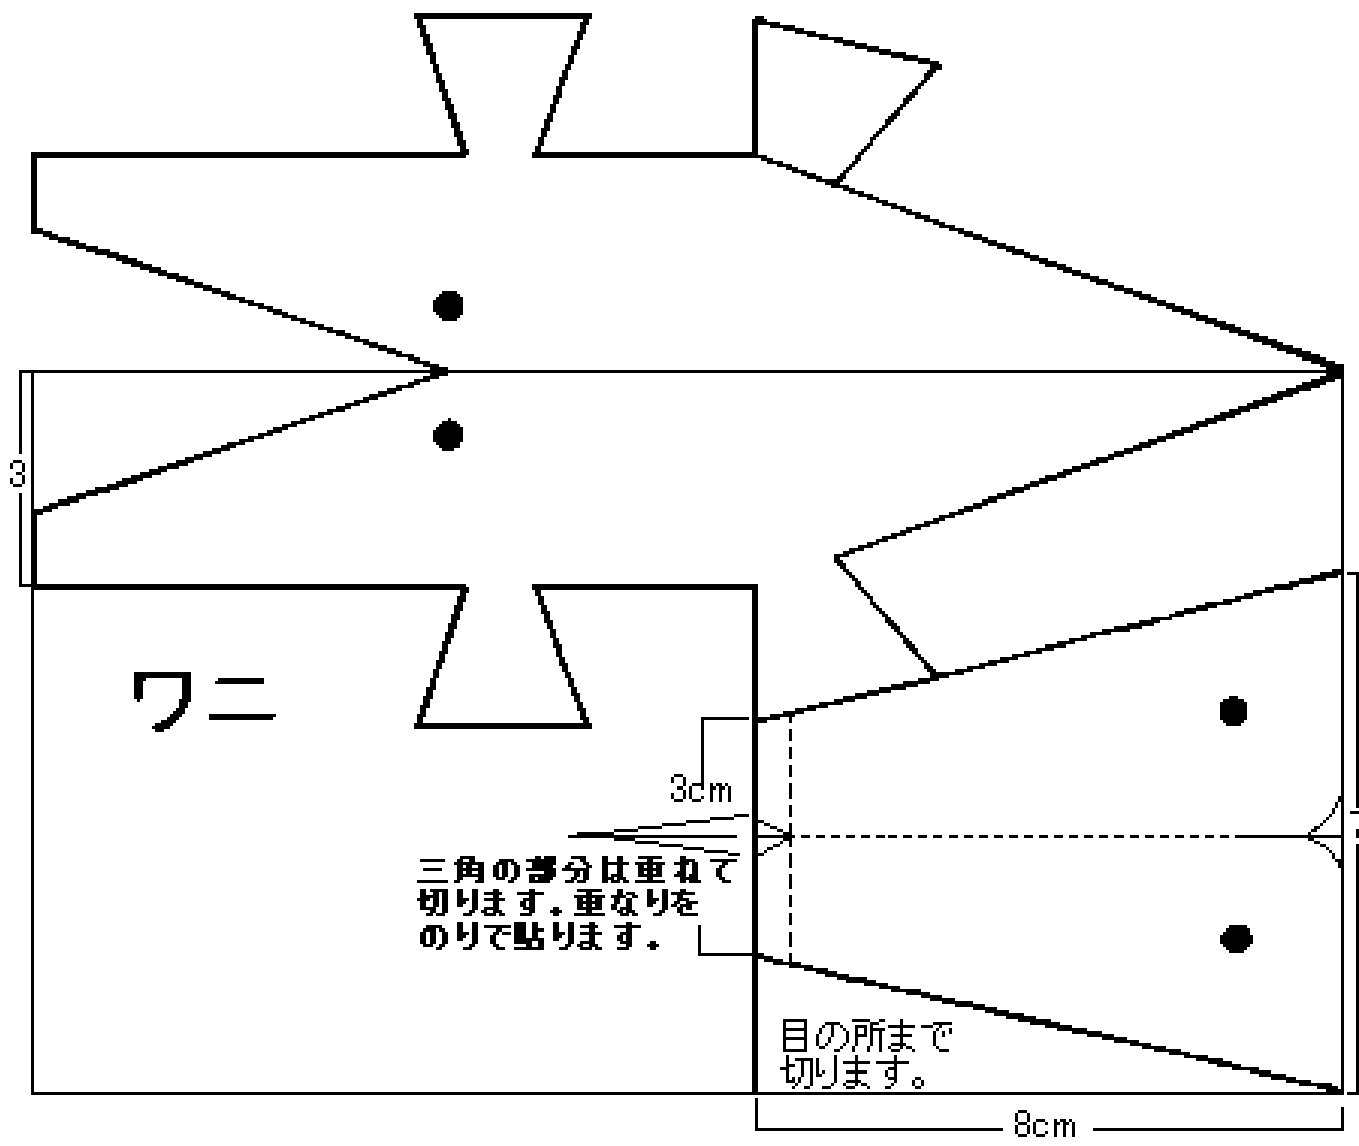 3
ワニ
3cm
三角の部分は重ねて
切ります。重なりを
のりで貼ります。
目の所まで
切ります。
8cm